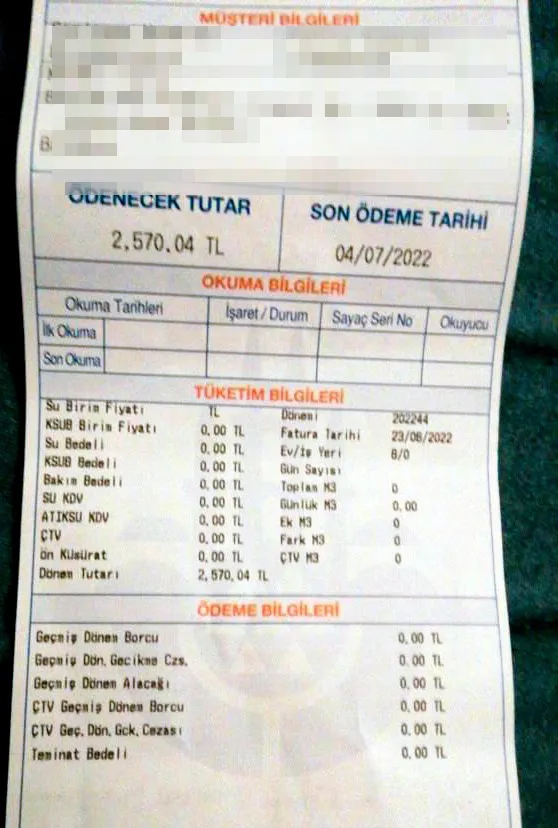 MÜŞTERİ BİLGİLERİ
ÖDENECEK TUTAR
2,570.04 TL
SON ÖDEME TARİHİ
04/07/2022
OKUMA BİLGİLERİ
Okuma Tarihleri İşaret / Durum Sayaç Seri No Okuyucu
İlk Okuma
Son Okuma
TÜKETİM BİLGİLERİ
Su Birim Fiyatı TL Dönemi 202244
KSUB Birim Fiyatı 0,00 TL Fatura Tarihi 23/06/2022
Su Bedeli 0,00 TL Ev/İş Yeri 8/0
KSUB Bedeli 0,00 TL Gün Sayısı
Bakım Bedeli 0,00 TL Toplam M3 0
SU KDV 0,00 TL Günlük M3 0,00
ATIKSU KDV 0,00 TL Ek M3 0
ÇTV 0,00 TL Fark M3 0
ön Küsürat 0,00 TL ÇTV M3 0
Dönem Tutarı 2,570,04 TL
ÖDEME BİLGİLERİ
Geçmiş Dönem Borcu 0,00 TL
Geçmiş Dön. Gecikme Czs. 0,00 TL
Geçmiş Dönem Alacağı 0,00 TL
ÇTV Geçmiş Dönem Borcu 0,00 TL
ÇTV Geç. Dön. Gck. Cezası 0,00 TL
Teminat Bedeli 0,00 TL